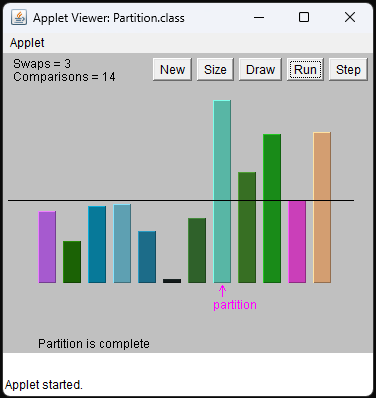 Applet Viewer: Partition.class
Applet
Swaps = 3
Comparisons = 14
New Size Draw Run Step
partition
Partition is complete
Applet started.